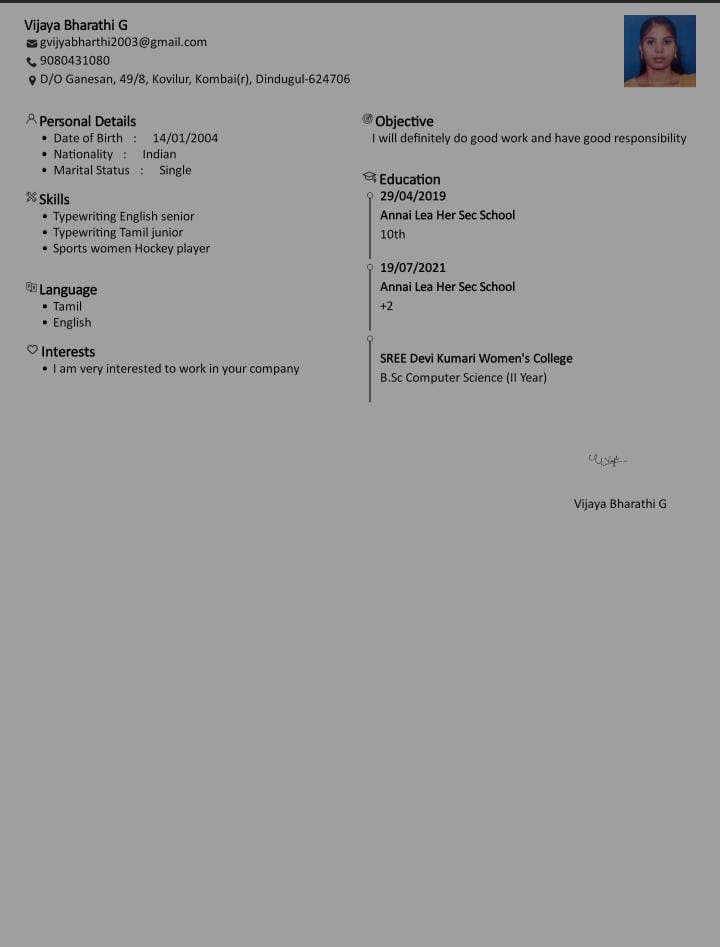 Vijaya Bharathi G
gvijyabharthi2003@gmail.com
9080431080
D/O Ganesan, 49/8, Kovilur, Kombai(r), Dindugul-624706
Personal Details
• Date of Birth : 14/01/2004
• Nationality : Indian
• Marital Status : Single
Skills
• Typewriting English senior
• Typewriting Tamil junior
• Sports women Hockey player
Language
• Tamil
• English
Interests
• I am very interested to work in your company
Objective
I will definitely do good work and have good responsibility
Education
29/04/2019
Annai Lea Her Sec School
10th
19/07/2021
Annai Lea Her Sec School
+2
SREE Devi Kumari Women's College
B.Sc Computer Science (II Year)
Vijaya Bharathi G